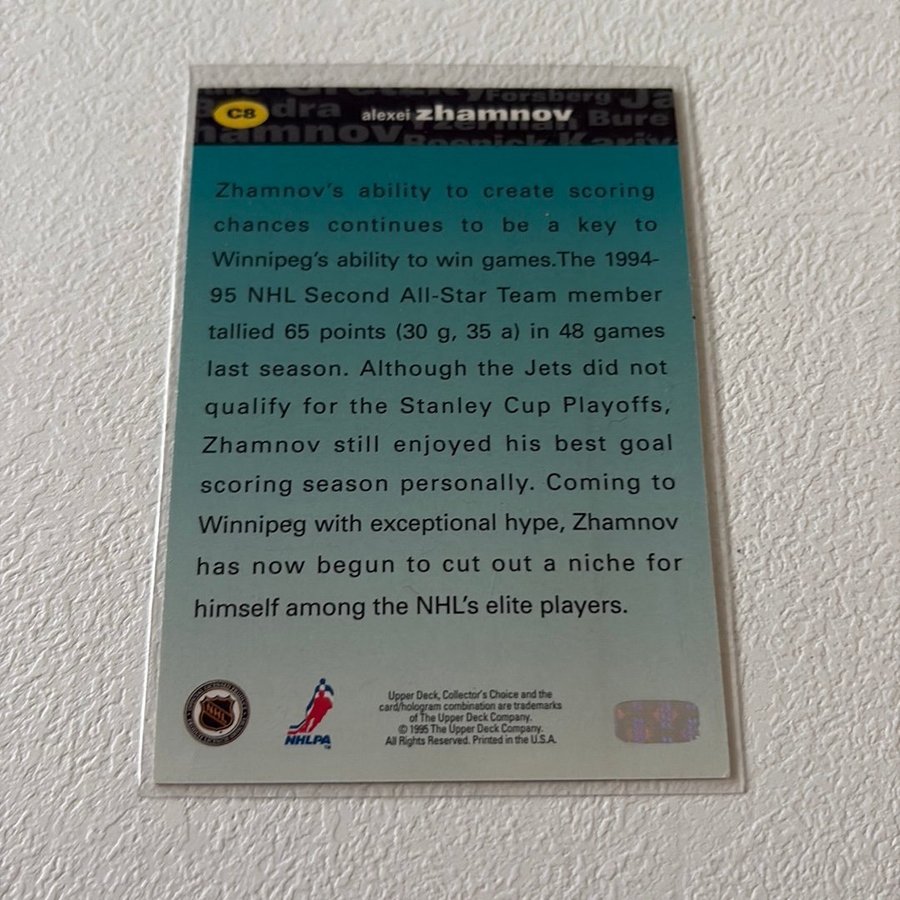 C8
alexei zhamnov
Gretzky
Forsberg
Bure
Yzerman
Roenick
Zhamnov's ability to create scoring
chances continues to be a key to
Winnipeg's ability to win games.The 1994-
95 NHL Second All-Star Team member
tallied 65 points (30 g, 35 a) in 48 games
last season. Although the Jets did not
qualify for the Stanley Cup Playoffs,
Zhamnov still enjoyed his best goal
scoring season personally. Coming to
Winnipeg with exceptional hype, Zhamnov
has now begun to cut out a niche for
himself among the NHL's elite players.
NHL
NHLPA
TM
Upper Deck, Collector's Choice and the
card/hologram combination are trademarks
of The Upper Deck Company.
© 1995 The Upper Deck Company.
All Rights Reserved. Printed in the U.S.A.